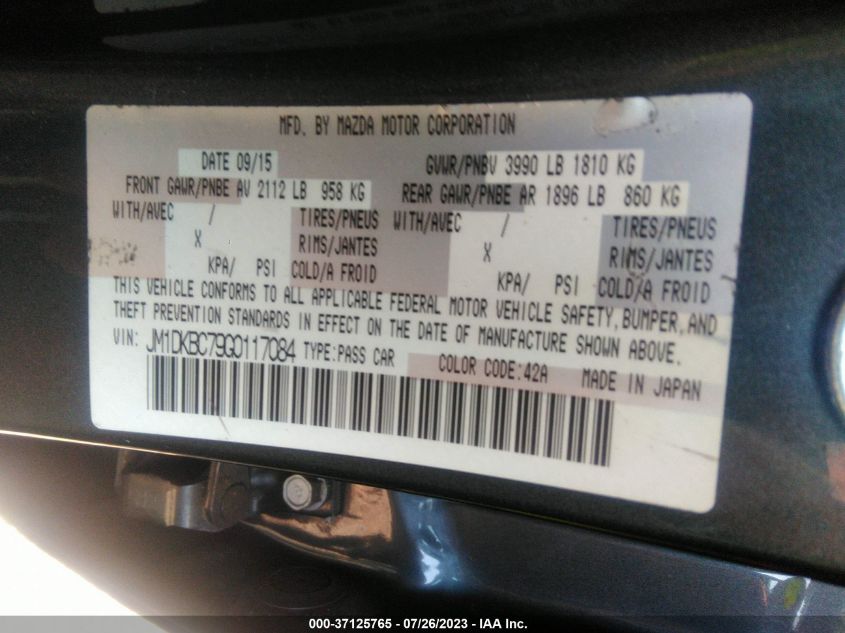 MFD. BY MAZDA MOTOR CORPORATION
DATE 09/15 GVWR/PNBV 3990 LB 1810 KG
FRONT GAWR/PNBE AV 2112 LB 958 KG REAR GAWR/PNBE AR 1896 LB 860 KG
WITH/AVEC / TIRES/PNEUS WITH/AVEC / TIRES/PNEUS
X RIMS/JANTES X RIMS/JANTES
KPA/ PSI COLD/A FROID KPA/ PSI COLD/A FROID
THIS VEHICLE CONFORMS TO ALL APPLICABLE FEDERAL MOTOR VEHICLE SAFETY, BUMPER, AND
THEFT PREVENTION STANDARDS IN EFFECT ON THE DATE OF MANUFACTURE SHOWN ABOVE.
VIN: JM1DKBC79G0117084 TYPE:PASS CAR COLOR CODE:42A MADE IN JAPAN
000-37125765 - 07/26/2023 - IAA Inc.